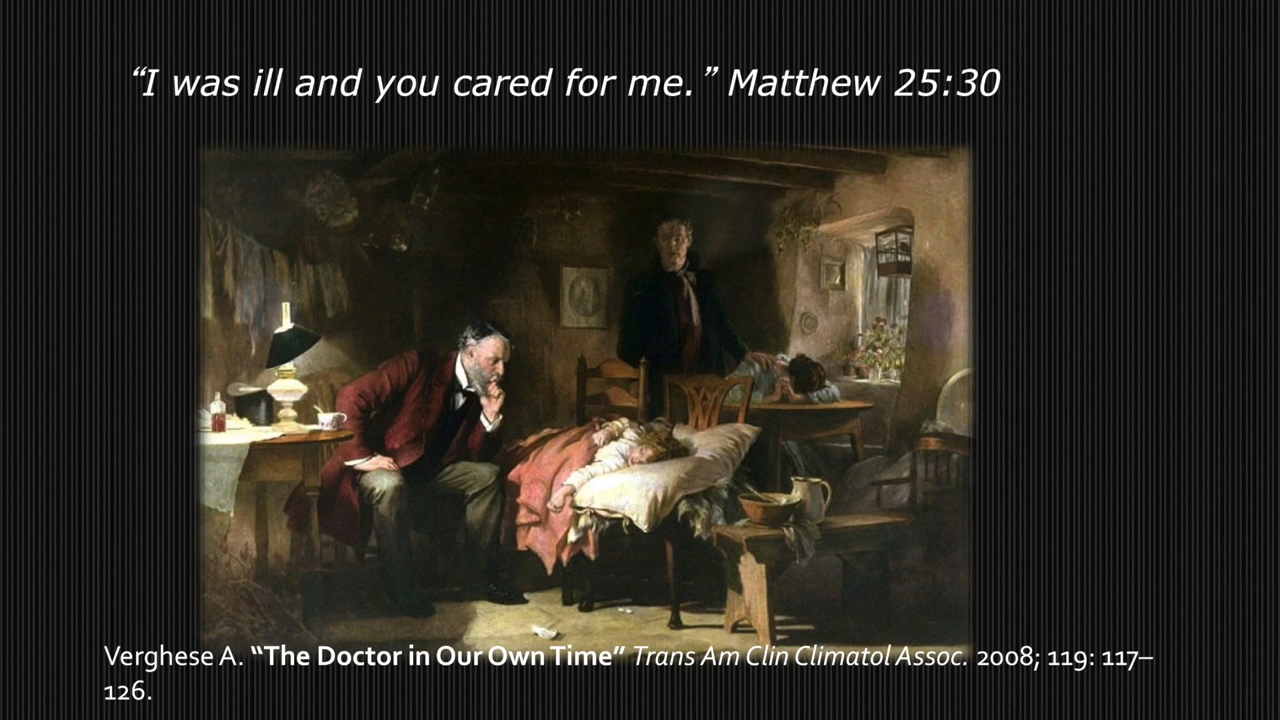 “I was ill and you cared for me.” Matthew 25:30
Verghese A. “The Doctor in Our Own Time” Trans Am Clin Climatol Assoc. 2008; 119: 117–
126.